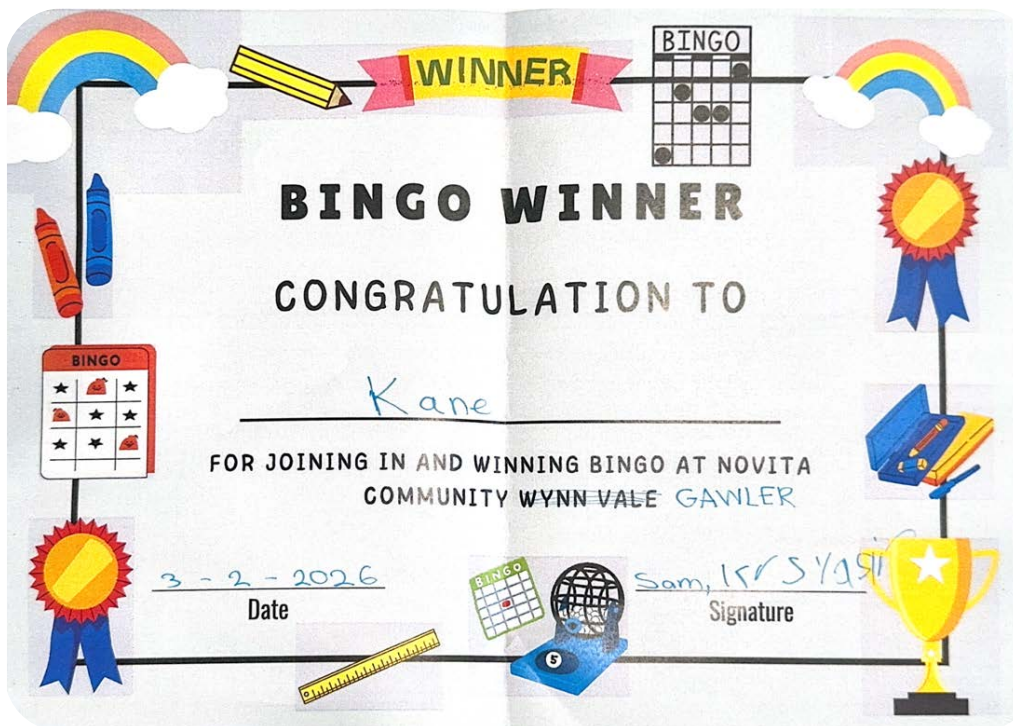 WINNER
BINGO
BINGO WINNER
CONGRATULATION TO
Kane
BINGO
FOR JOINING IN AND WINNING BINGO AT NOVITA
COMMUNITY WYNN VALE GAWLER
3 - 2 - 2026
Date
BINGO
5
Sam,
Signature